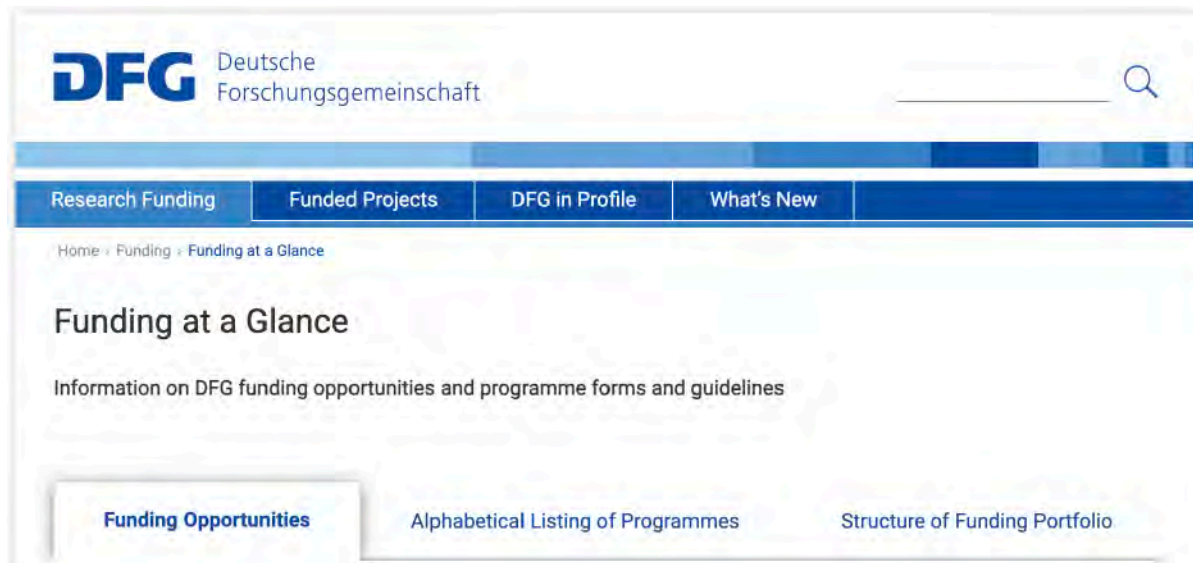 DFG Deutsche
Forschungsgemeinschaft
Research Funding Funded Projects DFG in Profile What's New
Home › Funding › Funding at a Glance
Funding at a Glance
Information on DFG funding opportunities and programme forms and guidelines
Funding Opportunities Alphabetical Listing of Programmes Structure of Funding Portfolio